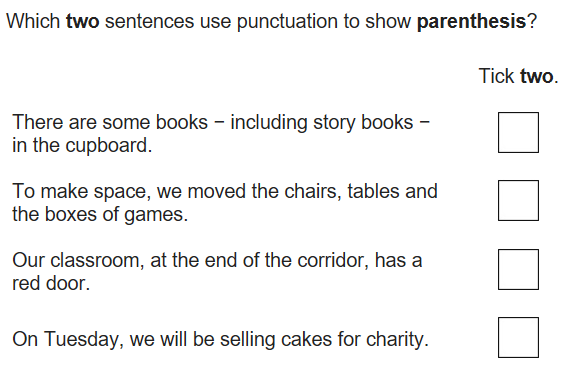 Which two sentences use punctuation to show parenthesis?
Tick two.
There are some books – including story books –
in the cupboard.
To make space, we moved the chairs, tables and
the boxes of games.
Our classroom, at the end of the corridor, has a
red door.
On Tuesday, we will be selling cakes for charity.